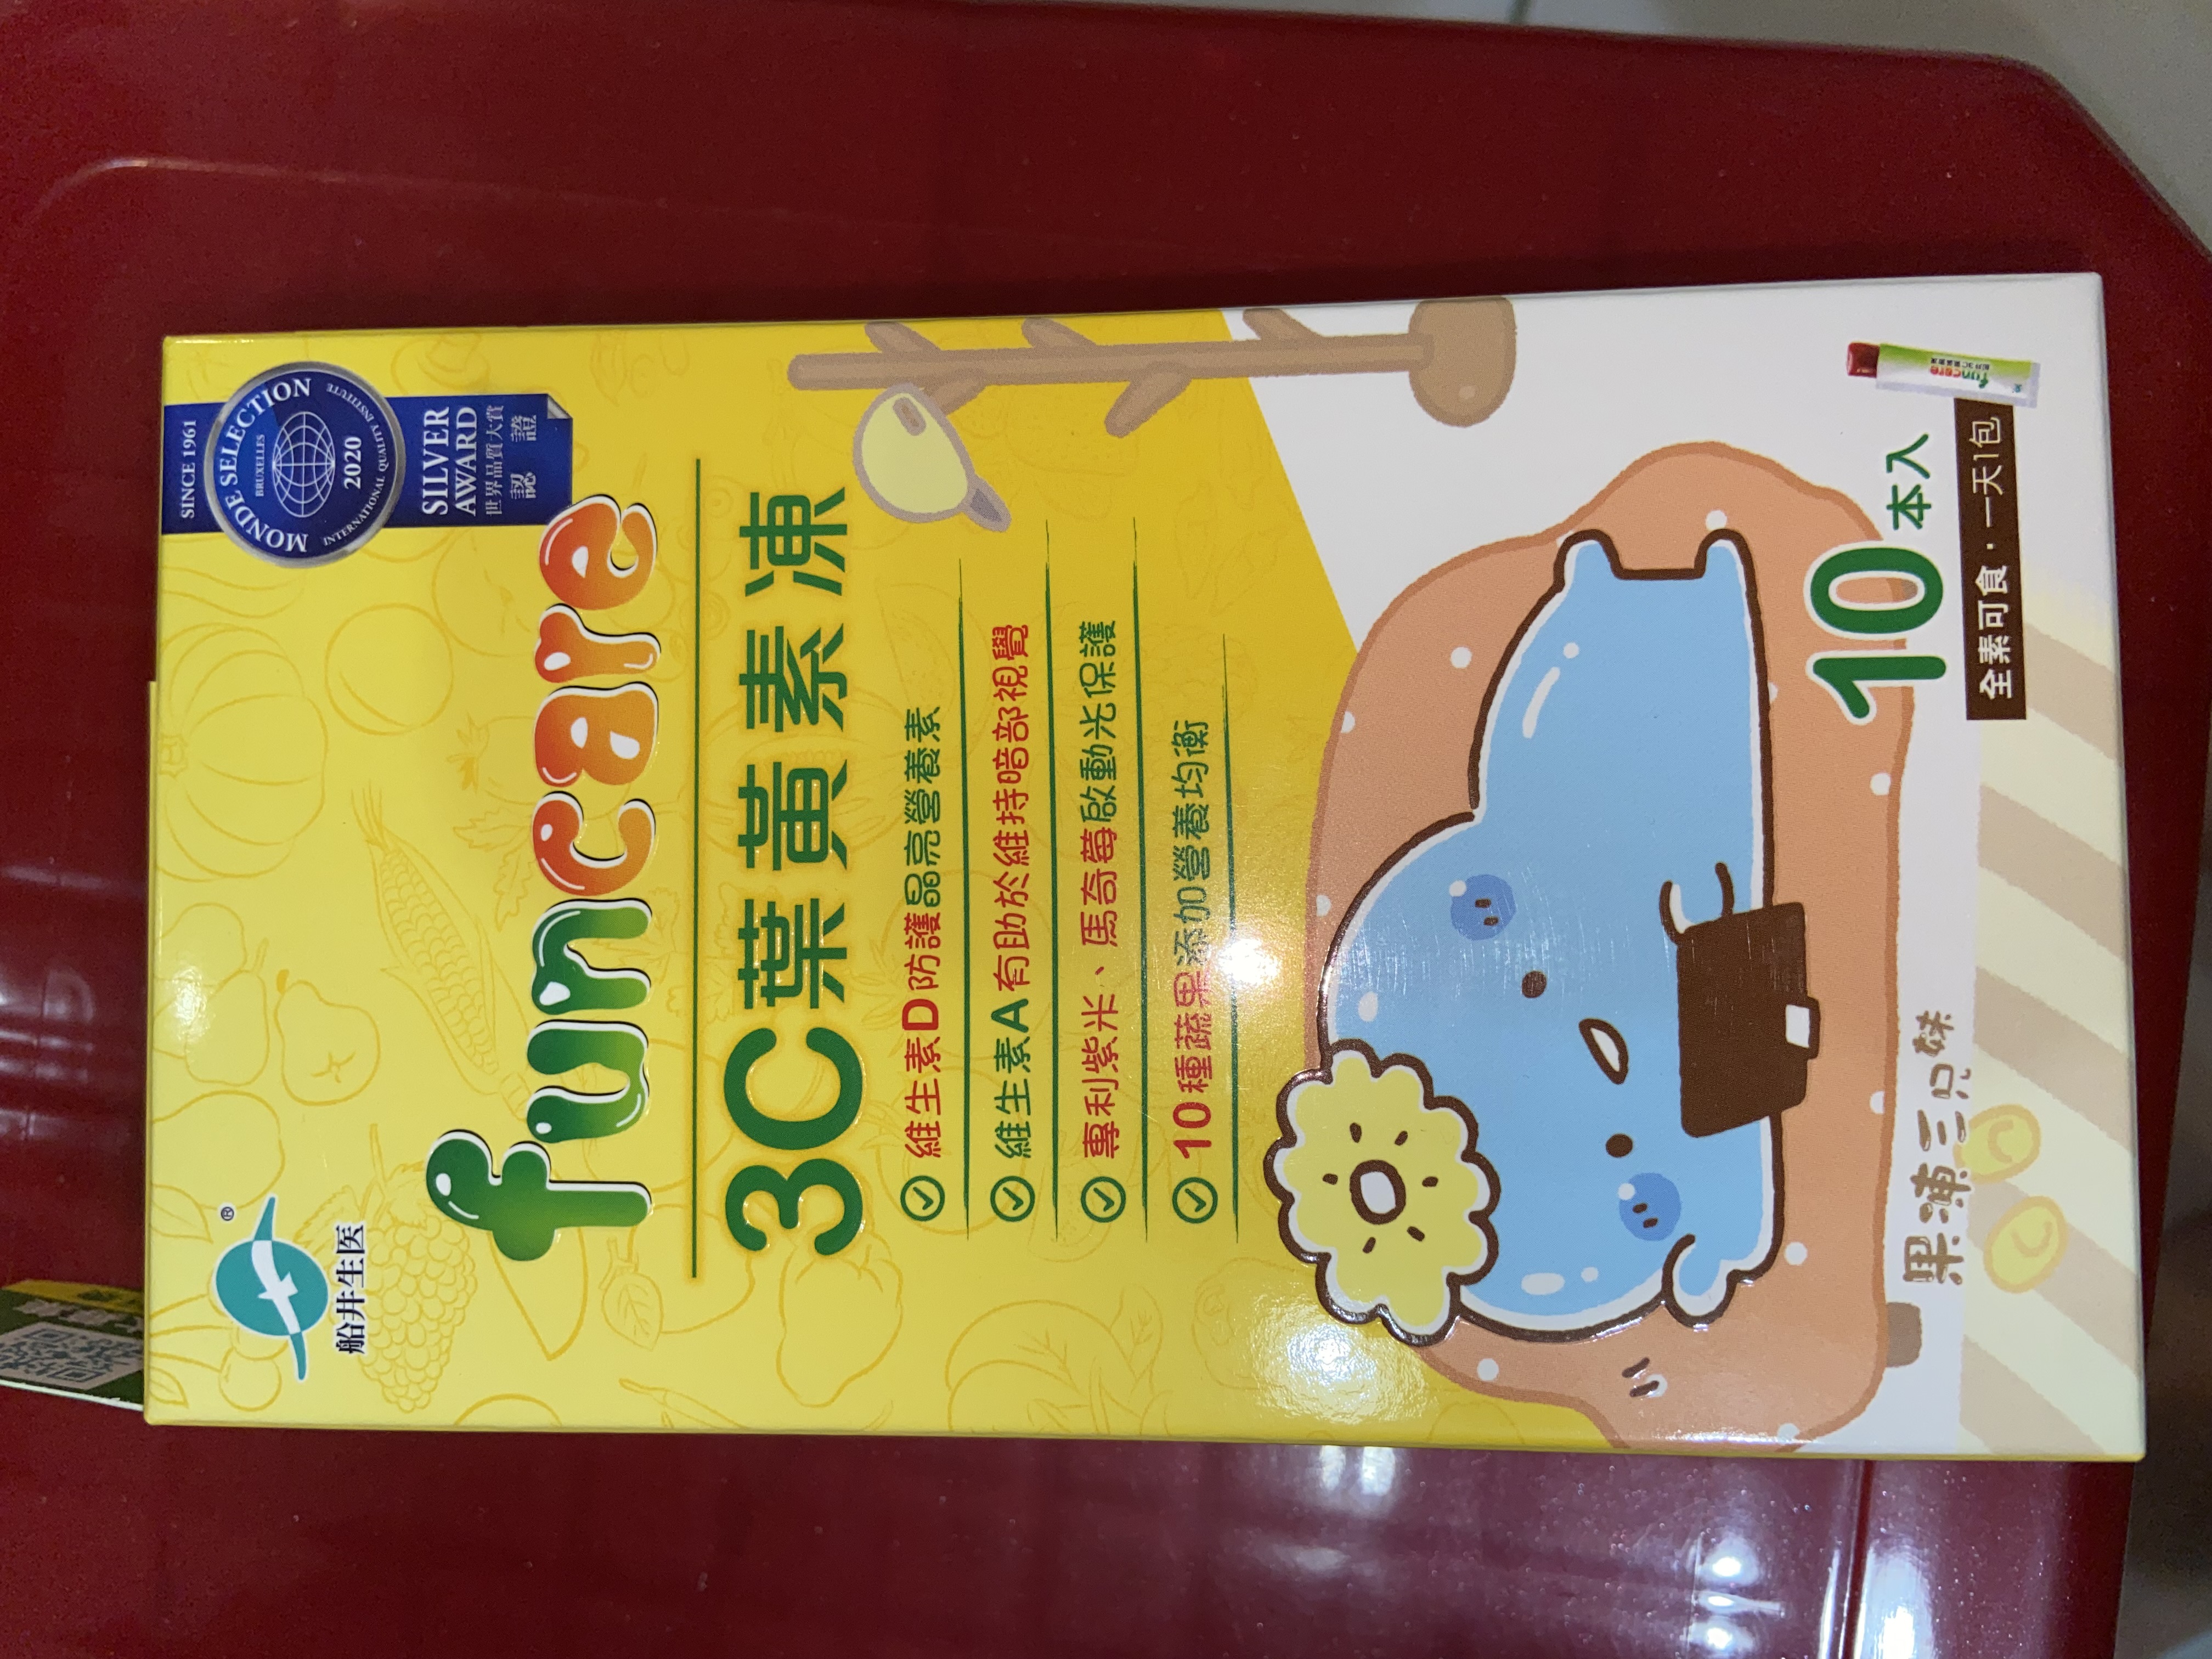 船井生医®
SINCE 1961
MONDE SELECTION
BRUXELLES
2020
INTERNATIONAL QUALITY INSTITUTE
SILVER
AWARD
世界品質大賞
認證
funcare
3C葉黃素凍
維生素D防護晶亮營養素
維生素A有助於維持暗部視覺
專利紫米、馬奇莓啟動光保護
10種蔬果添加營養均衡
10本入
全素可食・一天1包
funcare
果凍三兄妹